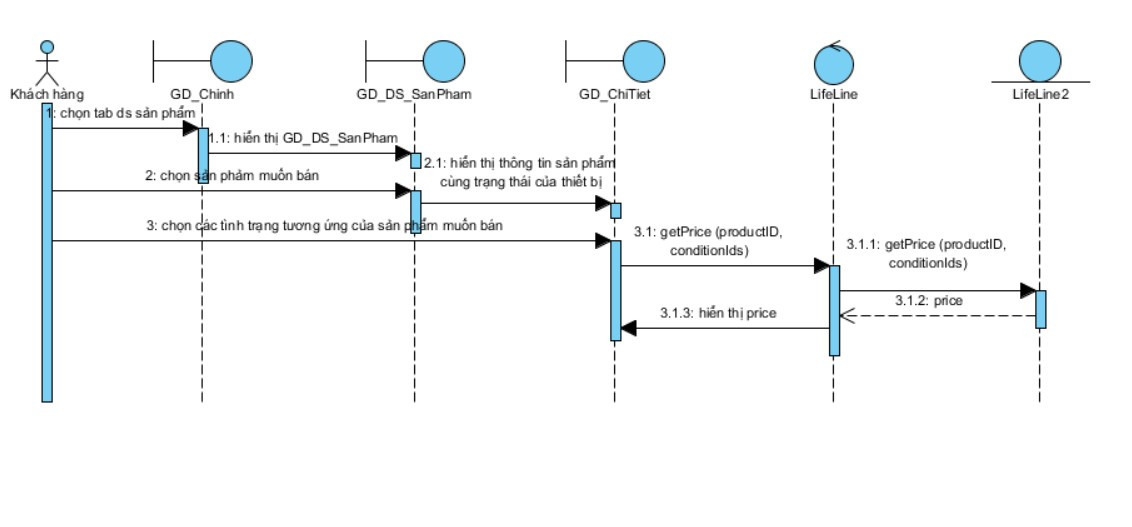 Khách hàng
GD_Chinh
GD_DS_SanPham
GD_ChiTiet
LifeLine
LifeLine2
1: chọn tab ds sản phẩm
1.1: hiển thị GD_DS_SanPham
2.1: hiển thị thông tin sản phẩm
cùng trạng thái của thiết bị
2: chọn sản phảm muốn bán
3: chọn các tình trạng tương ứng của sản phẩm muốn bán
3.1: getPrice (productID,
conditionIds)
3.1.1: getPrice (productID,
conditionIds)
3.1.2: price
3.1.3: hiển thị price